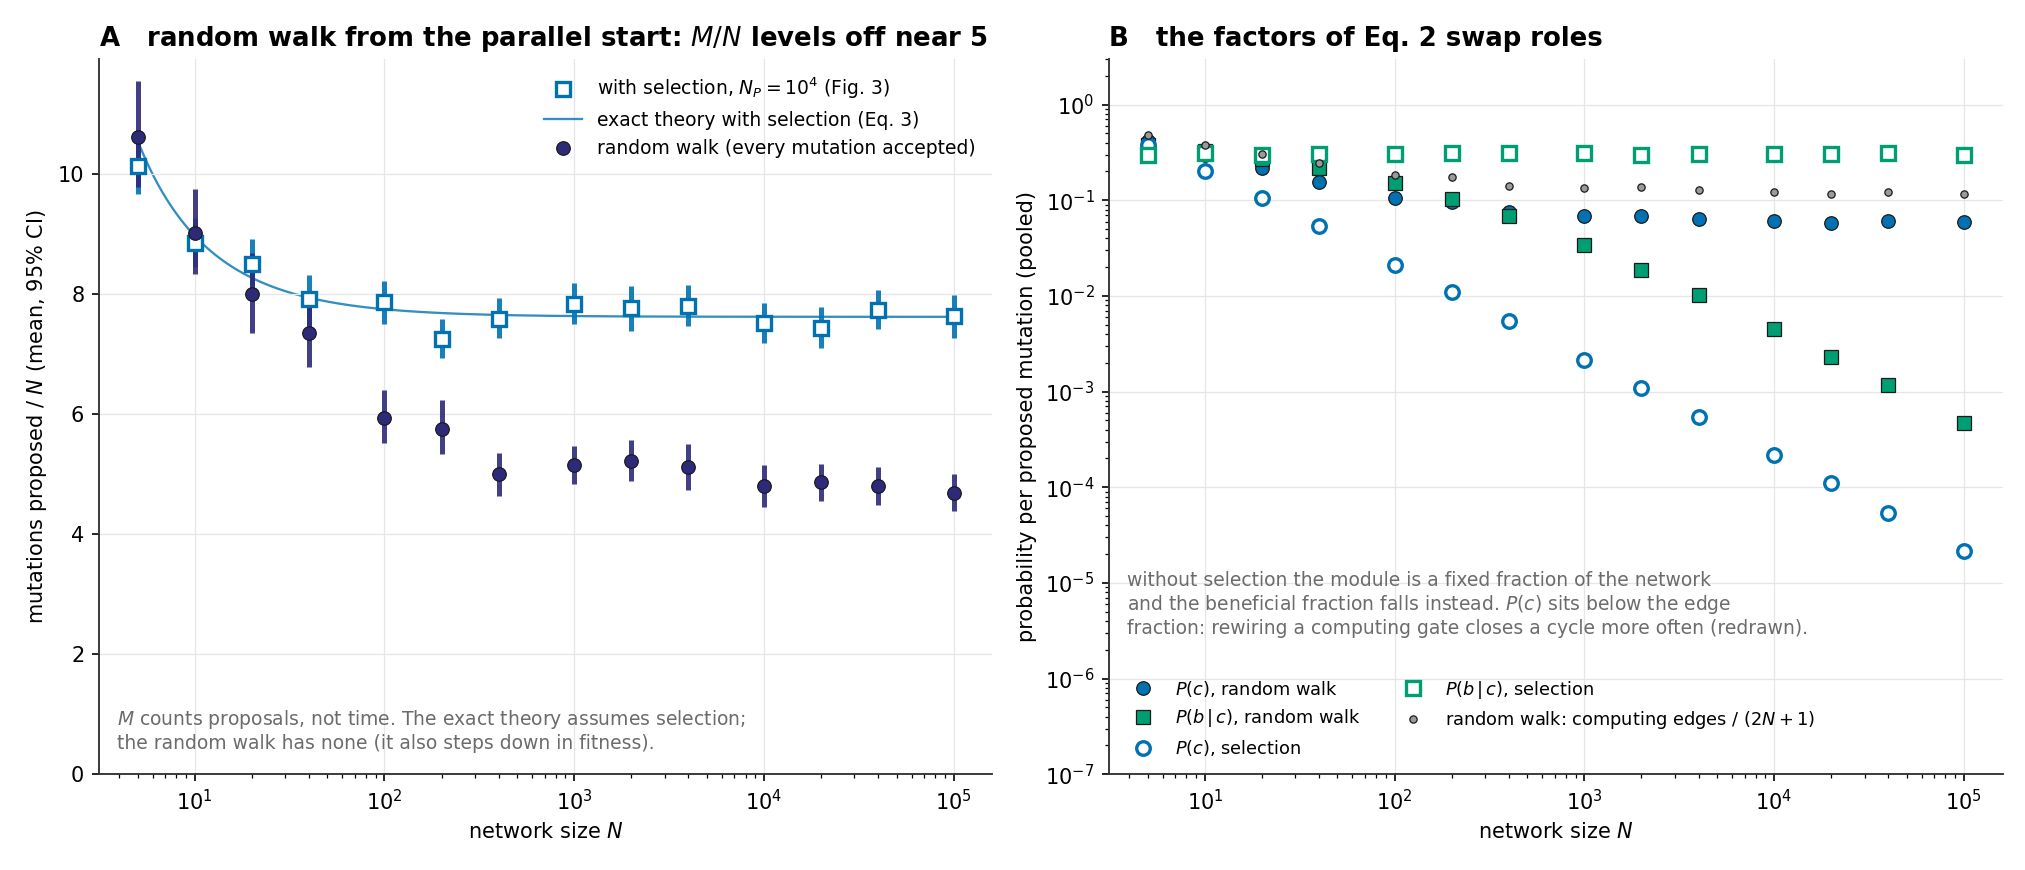 A random walk from the parallel start: M/N levels off near 5
with selection, N_P = 10^4 (Fig. 3)
exact theory with selection (Eq. 3)
random walk (every mutation accepted)
mutations proposed / N (mean, 95% CI)
10
8
6
4
2
0
M counts proposals, not time. The exact theory assumes selection;
the random walk has none (it also steps down in fitness).
10^1 10^2 10^3 10^4 10^5
network size N
B the factors of Eq. 2 swap roles
probability per proposed mutation (pooled)
10^0
10^-1
10^-2
10^-3
10^-4
10^-5
10^-6
10^-7
without selection the module is a fixed fraction of the network
and the beneficial fraction falls instead. P(c) sits below the edge
fraction: rewiring a computing gate closes a cycle more often (redrawn).
P(c), random walk
P(b | c), random walk
P(c), selection
P(b | c), selection
random walk: computing edges / (2N + 1)
10^1 10^2 10^3 10^4 10^5
network size N